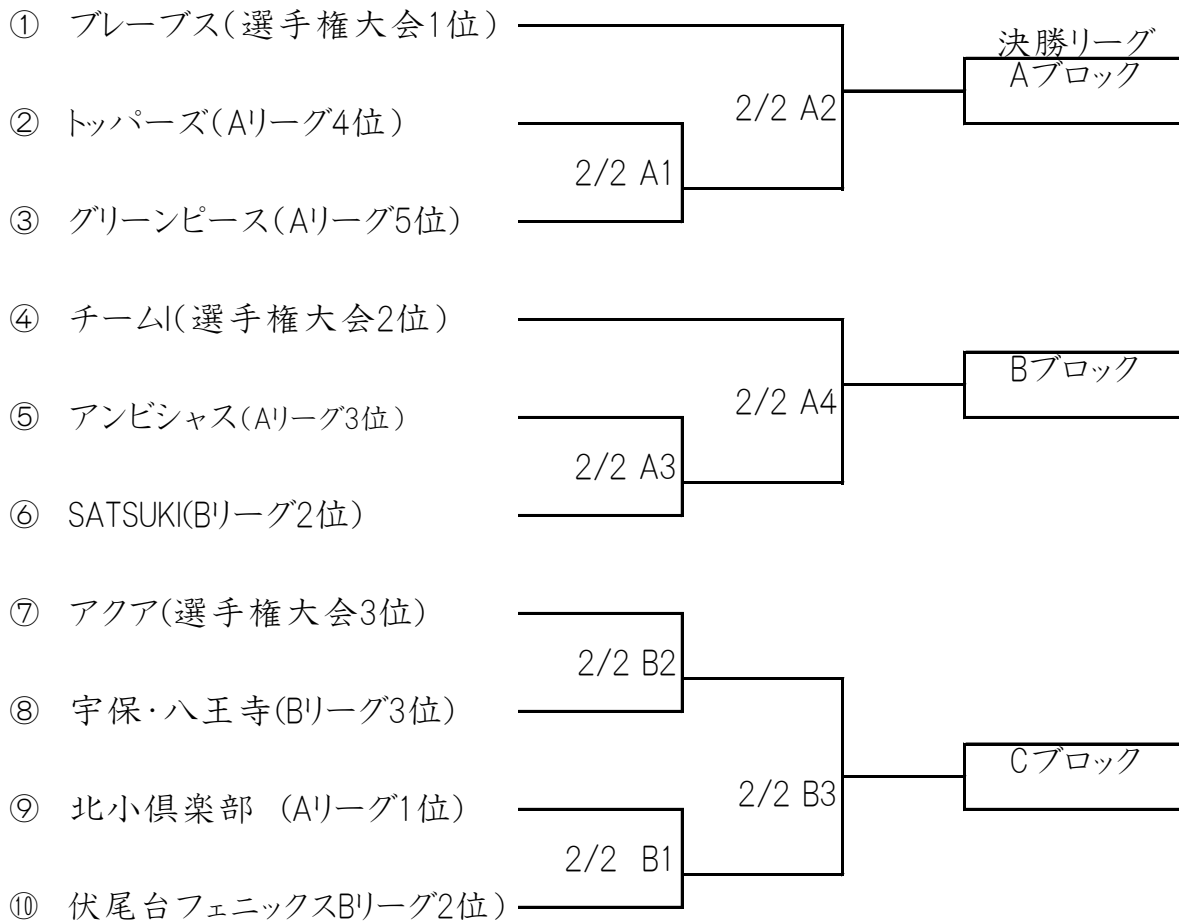 ① ブレーブス(選手権大会1位)
決勝リーグ
Aブロック
2/2 A2
② トッパーズ(Aリーグ4位)
2/2 A1
③ グリーンピース(Aリーグ5位)
④ チームI(選手権大会2位)
Bブロック
2/2 A4
⑤ アンビシャス(Aリーグ3位)
2/2 A3
⑥ SATSUKI(Bリーグ2位)
⑦ アクア(選手権大会3位)
2/2 B2
⑧ 宇保・八王寺(Bリーグ3位)
Cブロック
2/2 B3
⑨ 北小倶楽部 (Aリーグ1位)
2/2 B1
⑩ 伏尾台フェニックスBリーグ2位)